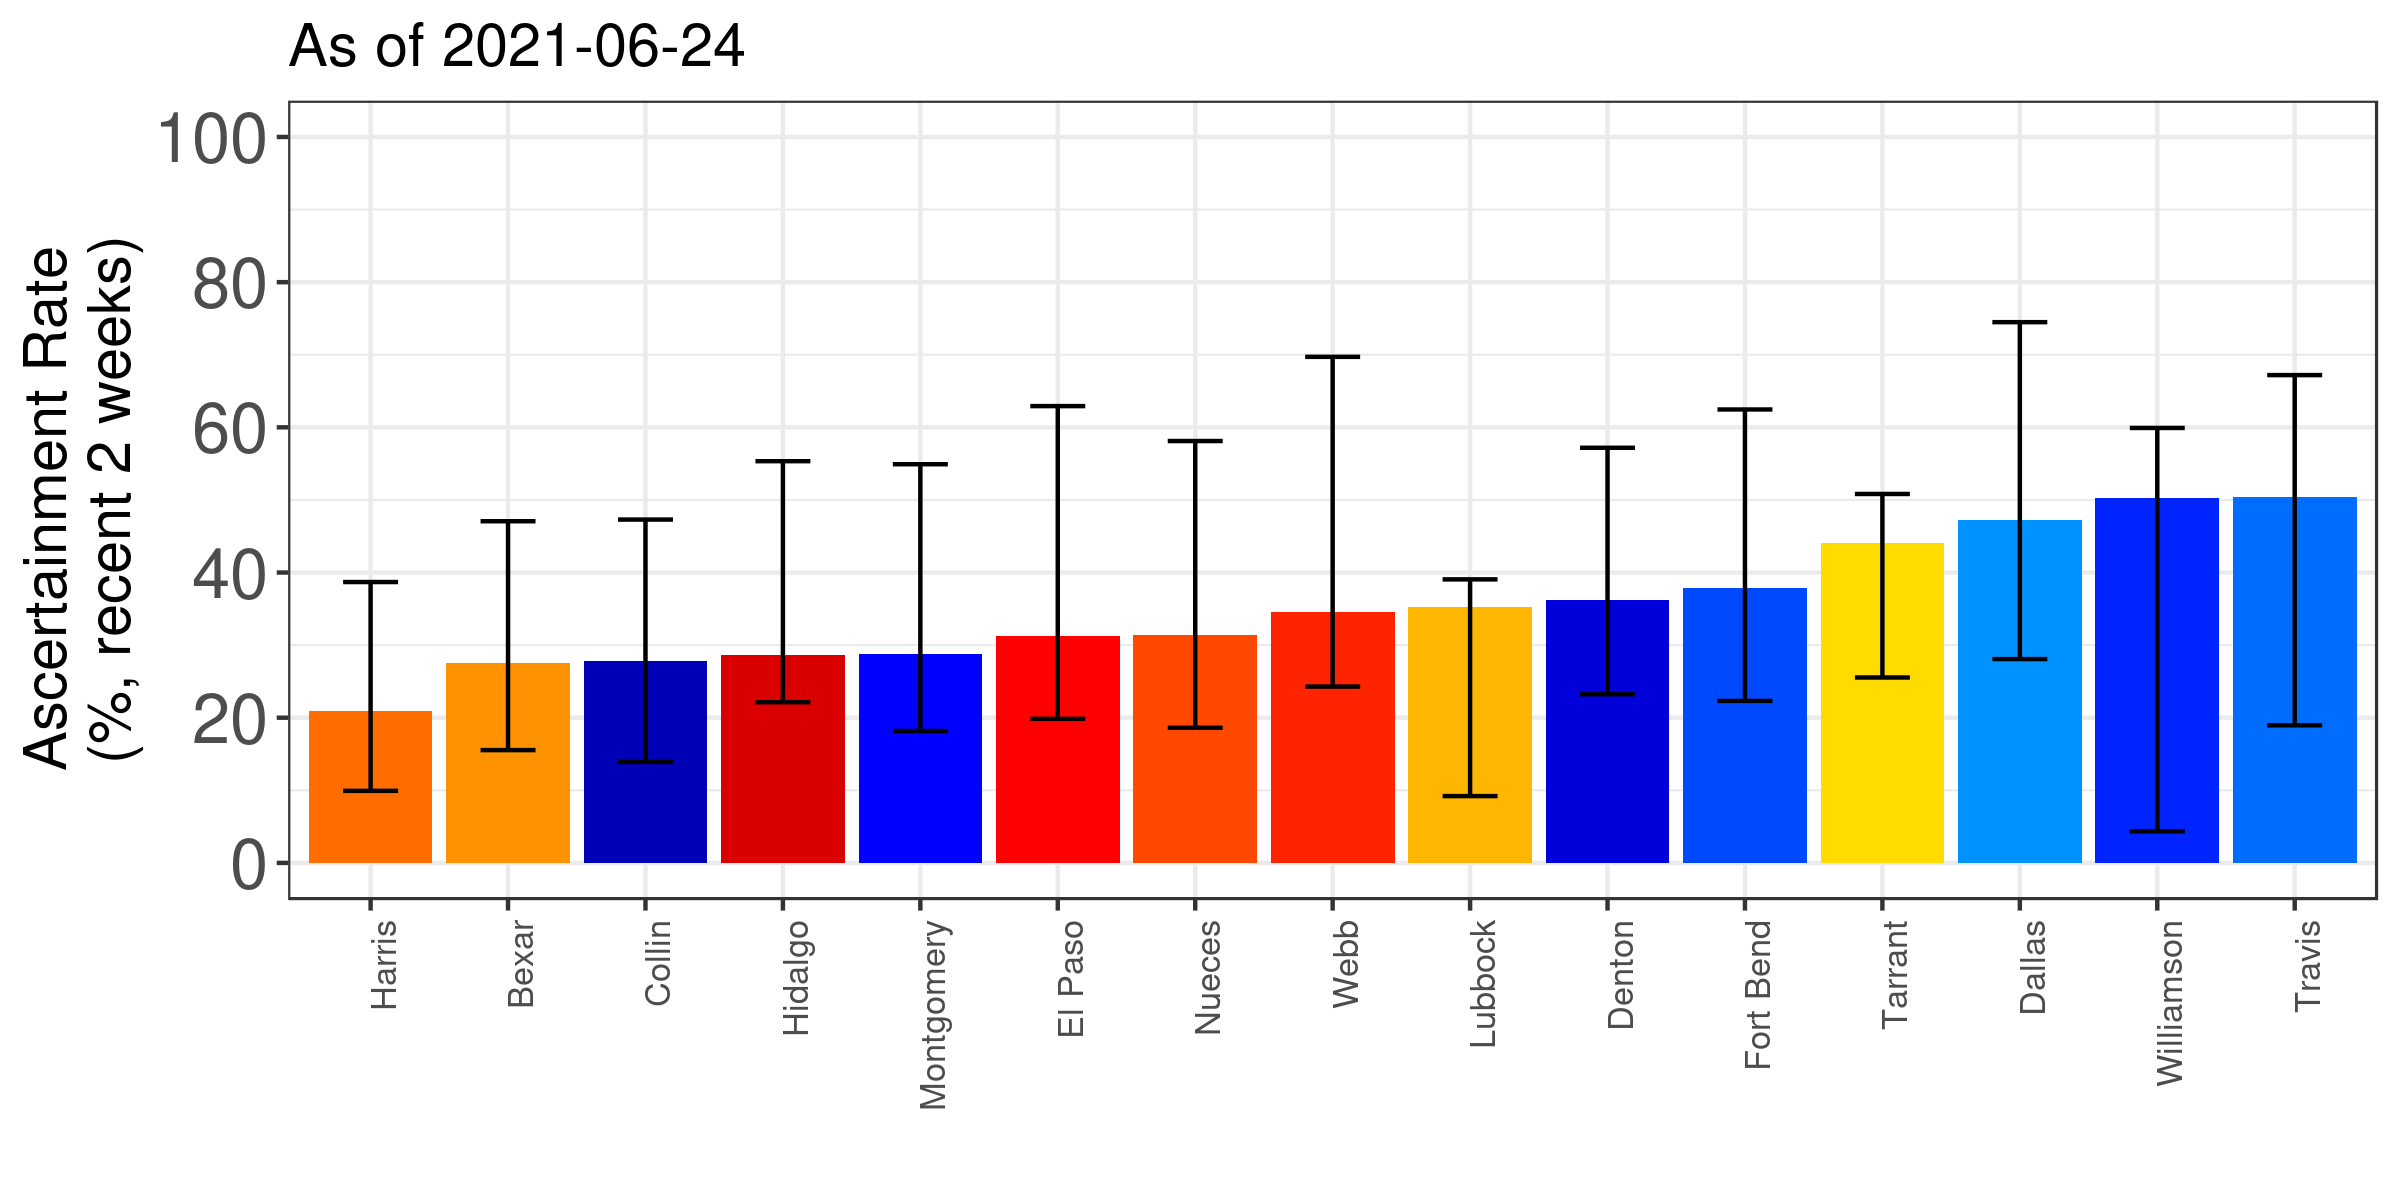 As of 2021-06-24
Ascertainment Rate
(%, recent 2 weeks)
100
80
60
40
20
0
Harris
Bexar
Collin
Hidalgo
Montgomery
El Paso
Nueces
Webb
Lubbock
Denton
Fort Bend
Tarrant
Dallas
Williamson
Travis